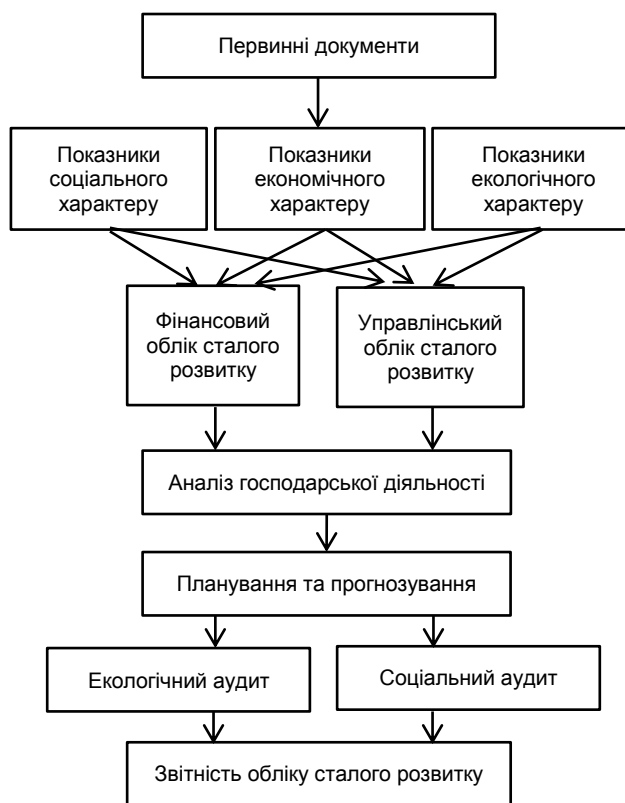 Первинні документи
Показники
соціального
характеру
Показники
економічного
характеру
Показники
екологічного
характеру
Фінансовий
облік сталого
розвитку
Управлінський
облік сталого
розвитку
Аналіз господарської діяльності
Планування та прогнозування
Екологічний аудит
Соціальний аудит
Звітність обліку сталого розвитку